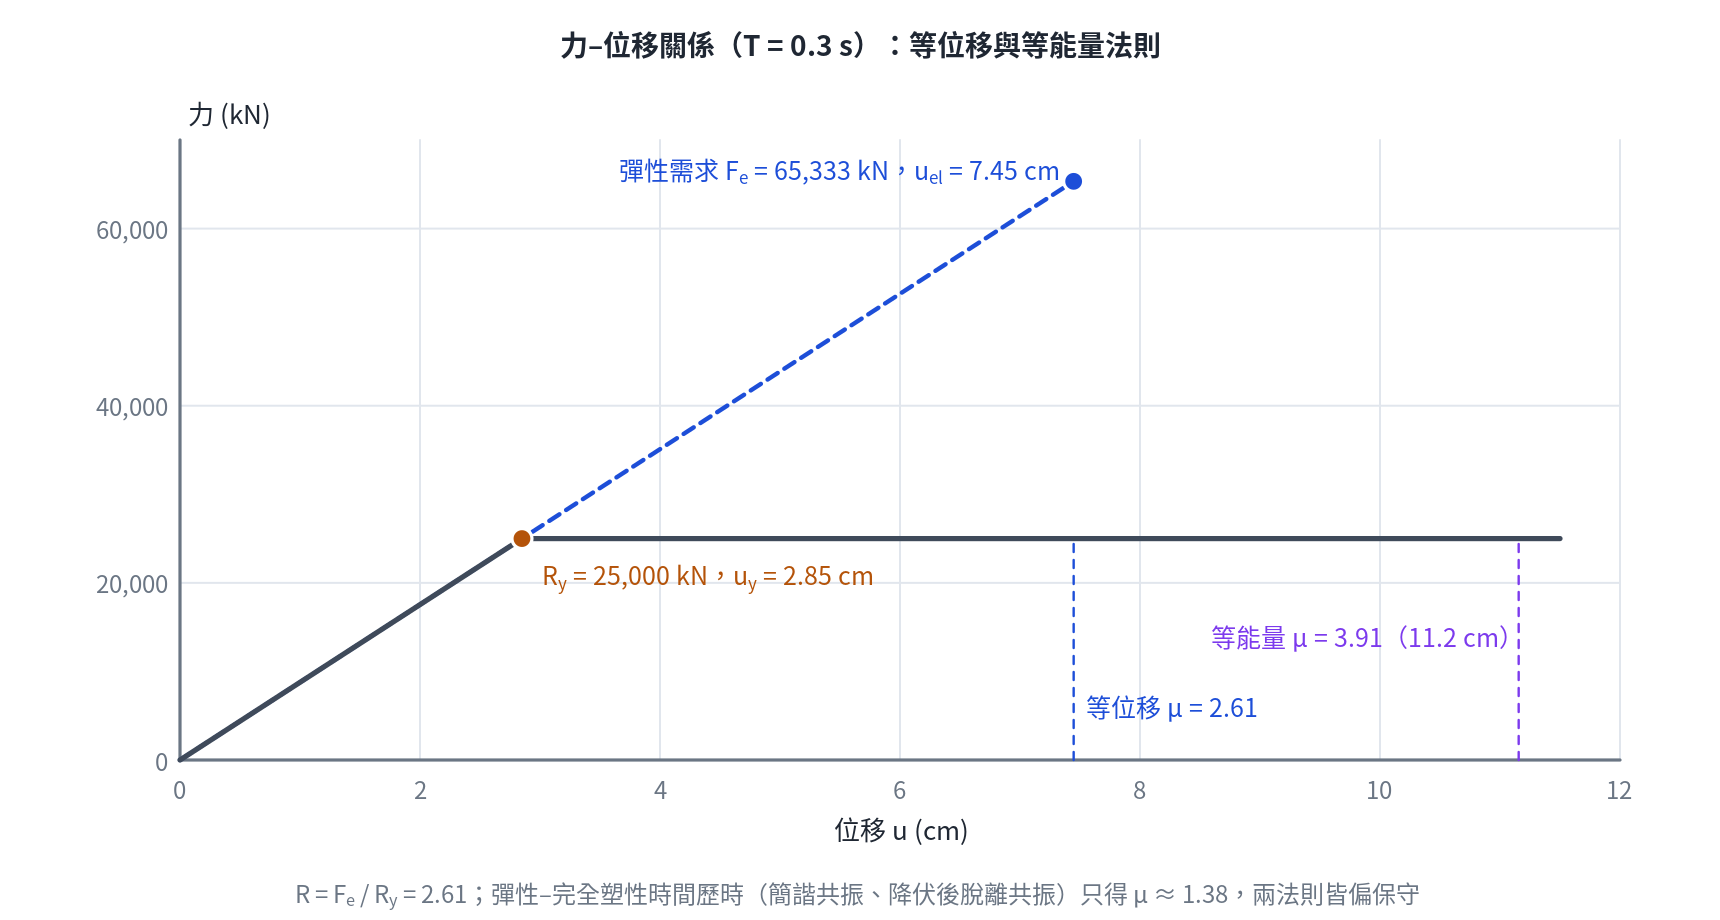 力–位移關係（T = 0.3 s）：等位移與等能量法則
力 (kN)
彈性需求 Fe = 65,333 kN，uel = 7.45 cm
60,000
40,000
20,000
0
Ry = 25,000 kN，uy = 2.85 cm
等能量 μ = 3.91（11.2 cm）
等位移 μ = 2.61
0 2 4 6 8 10 12
位移 u (cm)
R = Fe / Ry = 2.61；彈性–完全塑性時間歷時（簡諧共振、降伏後脫離共振）只得 μ ≈ 1.38，兩法則皆偏保守